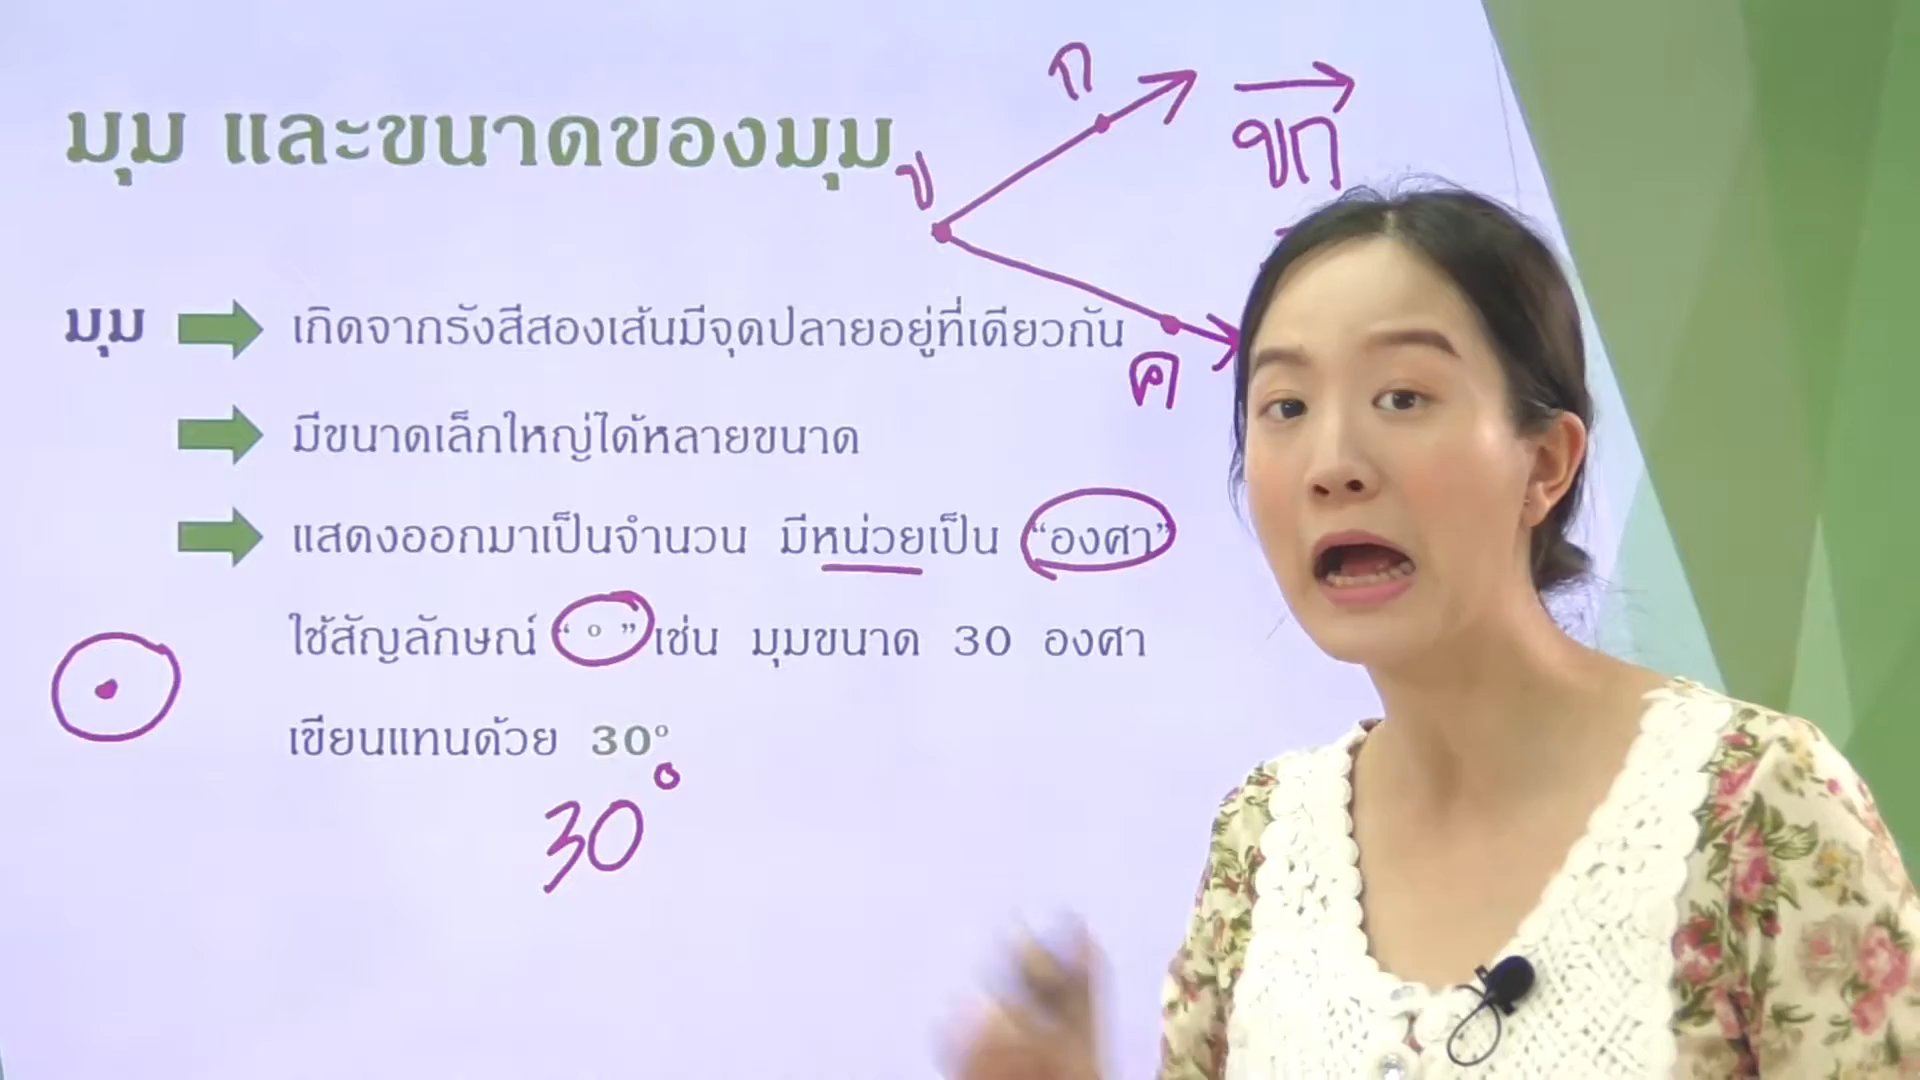 มุม และขนาดของมุม
ก
ขก
ข
มุม เกิดจากรังสีสองเส้นมีจุดปลายอยู่ที่เดียวกัน
ค
มีขนาดเล็กใหญ่ได้หลายขนาด
แสดงออกมาเป็นจำนวน มีหน่วยเป็น “องศา”
ใช้สัญลักษณ์ “ ° ” เช่น มุมขนาด 30 องศา
เขียนแทนด้วย 30°
30°